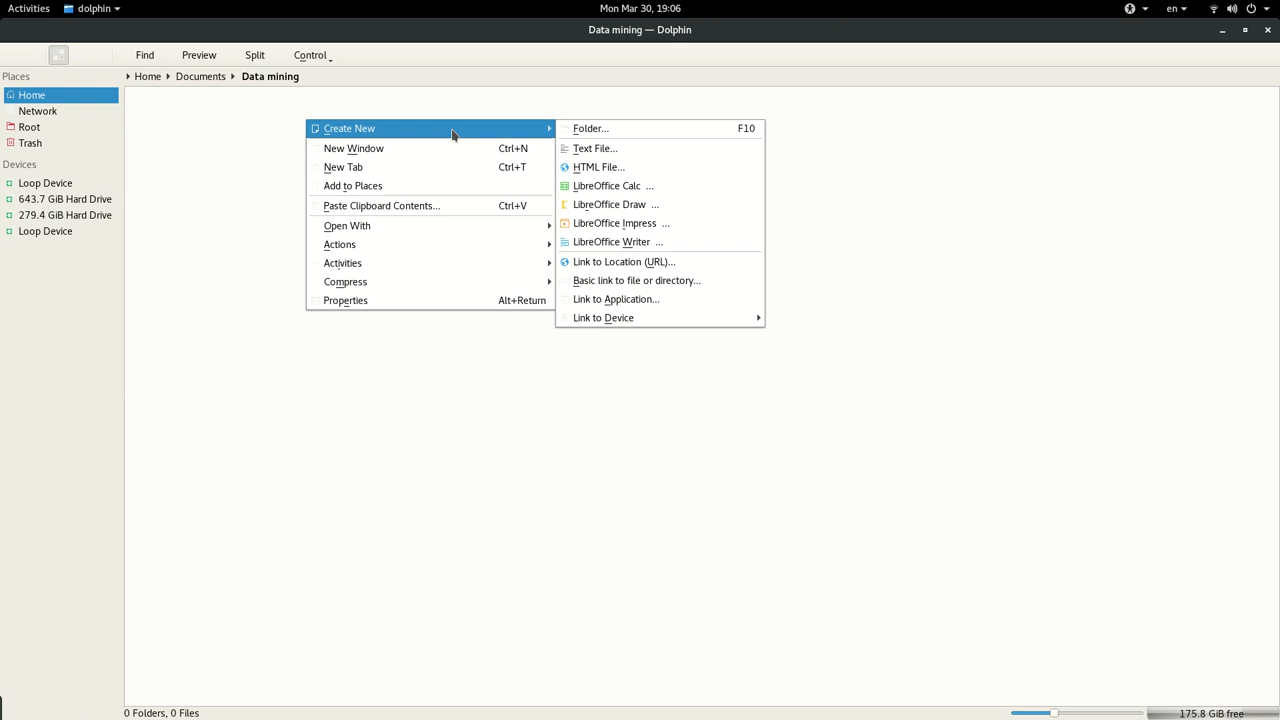 Activities dolphin Mon Mar 30, 19:06 en
Data mining — Dolphin
Find Preview Split Control
Places
Home Documents Data mining
Home
Network
Root
Trash
Devices
Loop Device
643.7 GiB Hard Drive
279.4 GiB Hard Drive
Loop Device
Create New
New Window Ctrl+N
New Tab Ctrl+T
Add to Places
Paste Clipboard Contents... Ctrl+V
Open With
Actions
Activities
Compress
Properties Alt+Return
Folder... F10
Text File...
HTML File...
LibreOffice Calc ...
LibreOffice Draw ...
LibreOffice Impress ...
LibreOffice Writer ...
Link to Location (URL)...
Basic link to file or directory...
Link to Application...
Link to Device
0 Folders, 0 Files 175.8 GiB free